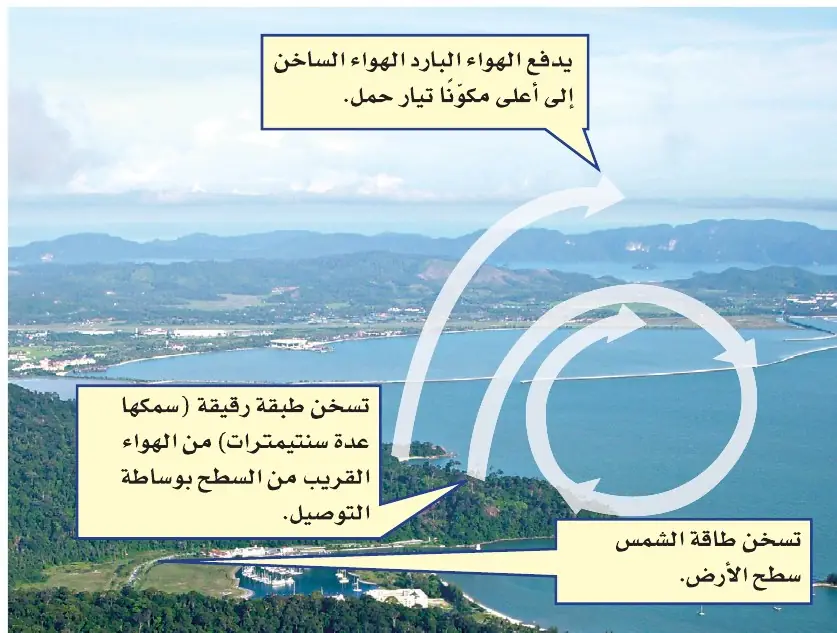 يدفع الهواء البارد الهواء الساخن
إلى أعلى مكوّنًا تيار حمل.
تسخن طبقة رقيقة (سمكها
عدة سنتيمترات) من الهواء
القريب من السطح بوساطة
التوصيل.
تسخن طاقة الشمس
سطح الأرض.